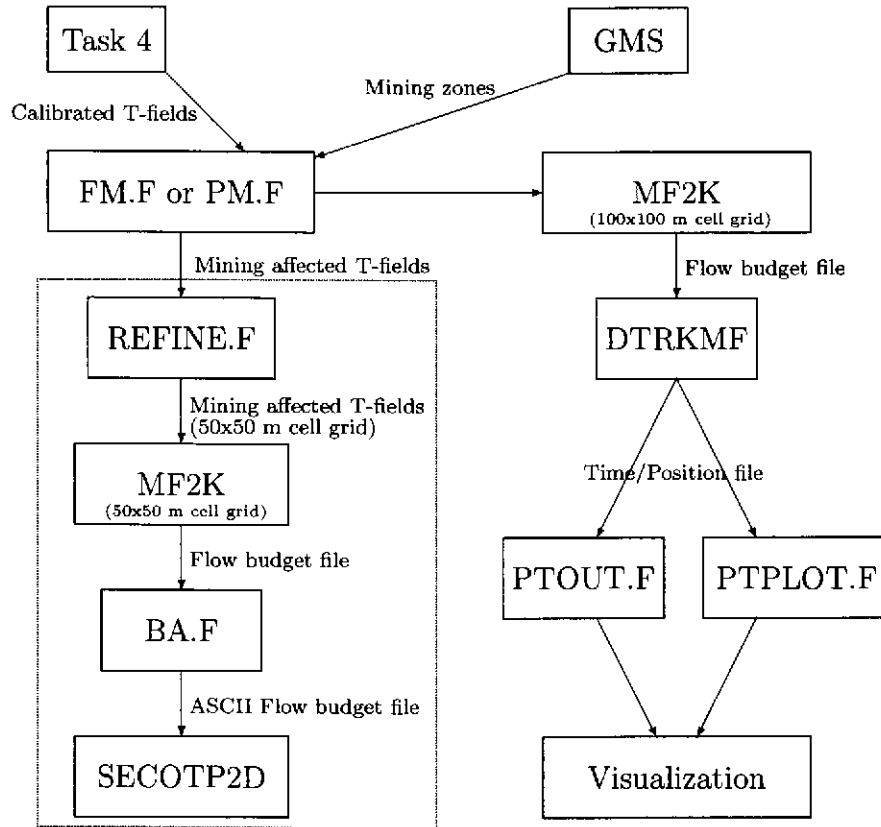 Task 4
GMS
Mining zones
Calibrated T-fields
FM.F or PM.F
MF2K
(100x100 m cell grid)
Mining affected T-fields
Flow budget file
REFINE.F
DTRKMF
Mining affected T-fields
(50x50 m cell grid)
MF2K
(50x50 m cell grid)
Time/Position file
Flow budget file
PTOUT.F
PTPLOT.F
BA.F
ASCII Flow budget file
SECOTP2D
Visualization